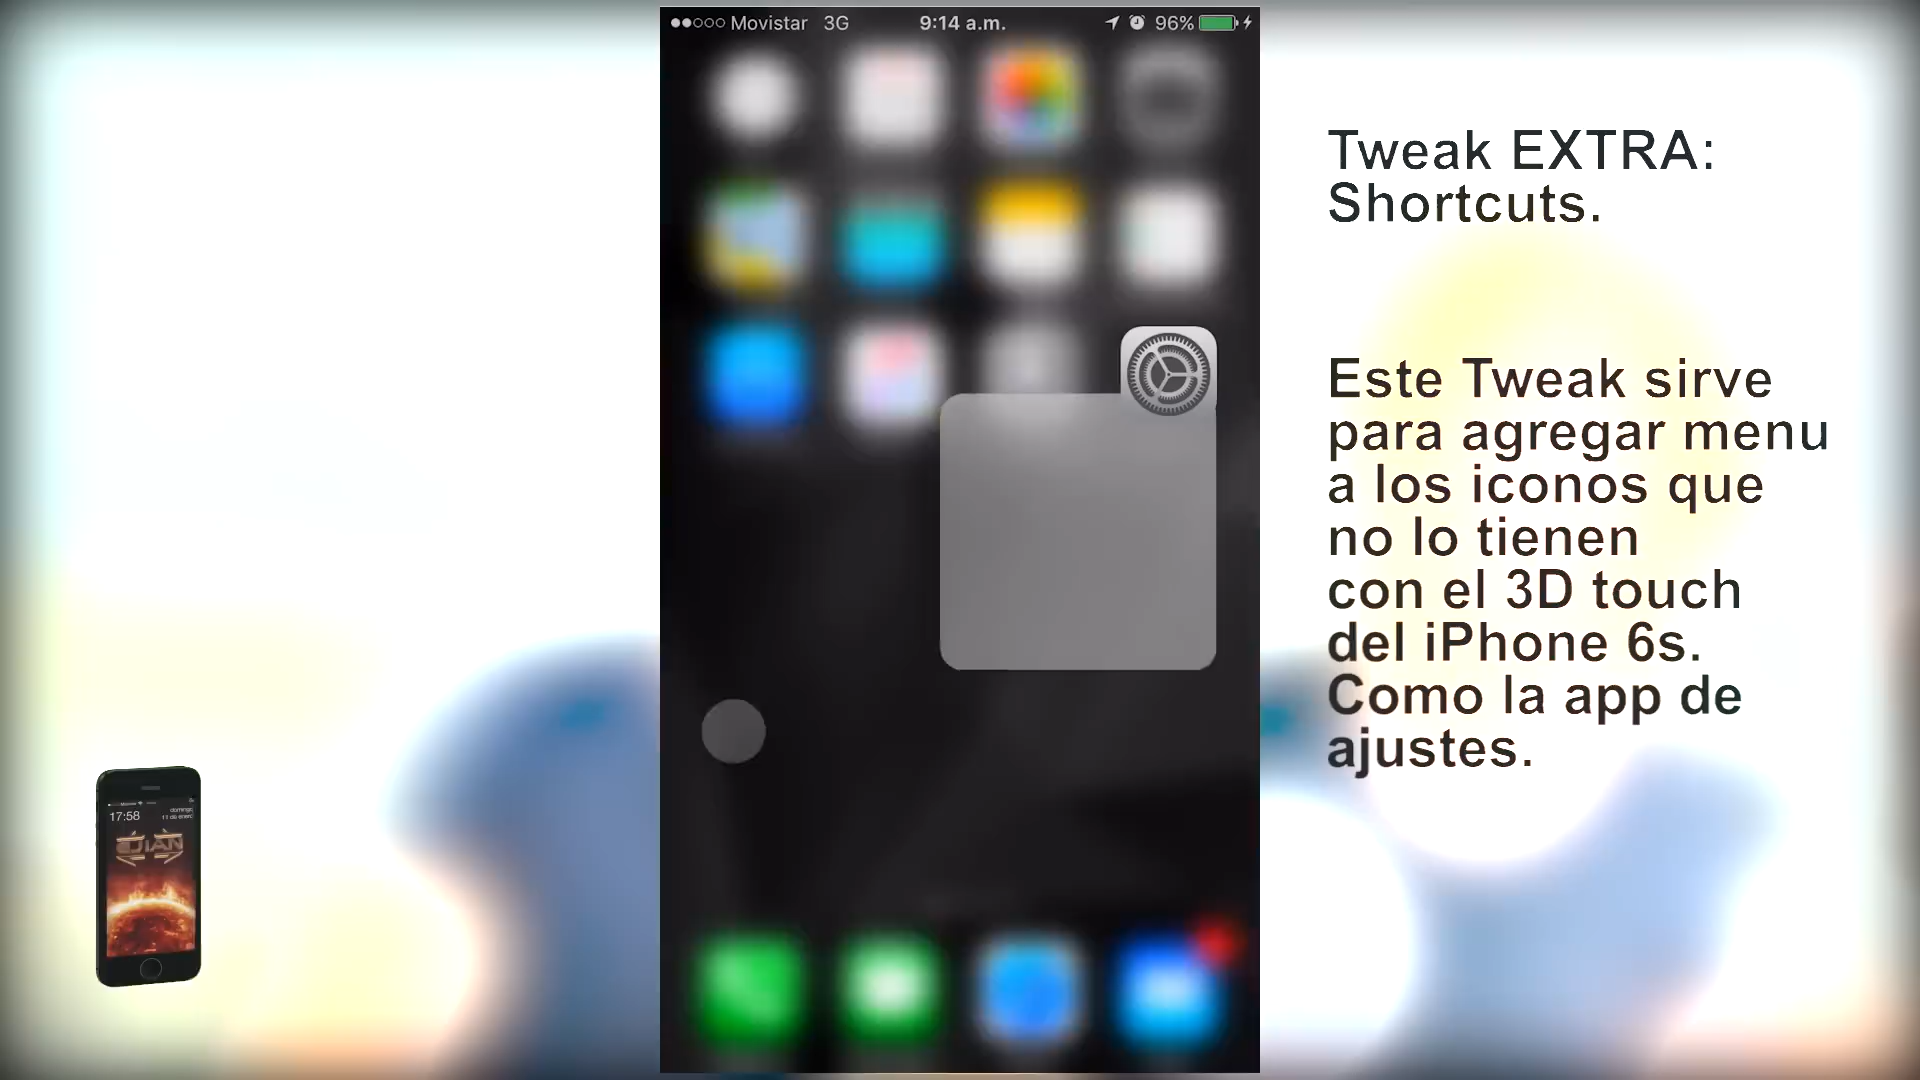 Movistar 3G 9:14 a.m. 96%
Tweak EXTRA:
Shortcuts.
Este Tweak sirve
para agregar menu
a los iconos que
no lo tienen
con el 3D touch
del iPhone 6s.
Como la app de
ajustes.
17:58
domingo